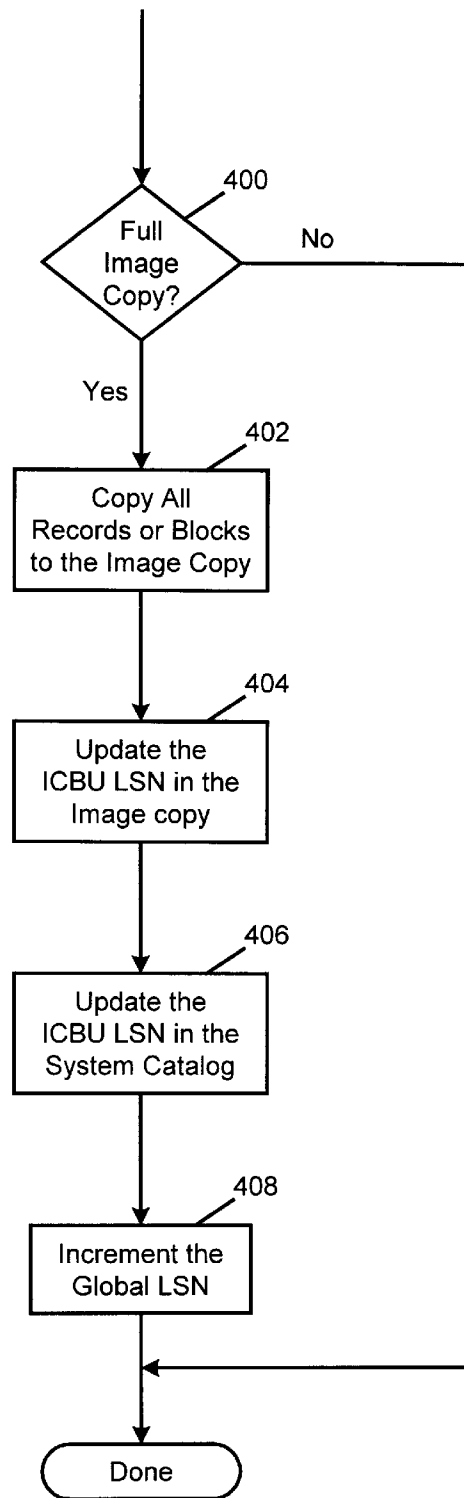 400
Full
Image
Copy?
No
Yes
402
Copy All
Records or Blocks
to the Image Copy
404
Update the
ICBU LSN in the
Image copy
406
Update the
ICBU LSN in the
System Catalog
408
Increment the
Global LSN
Done